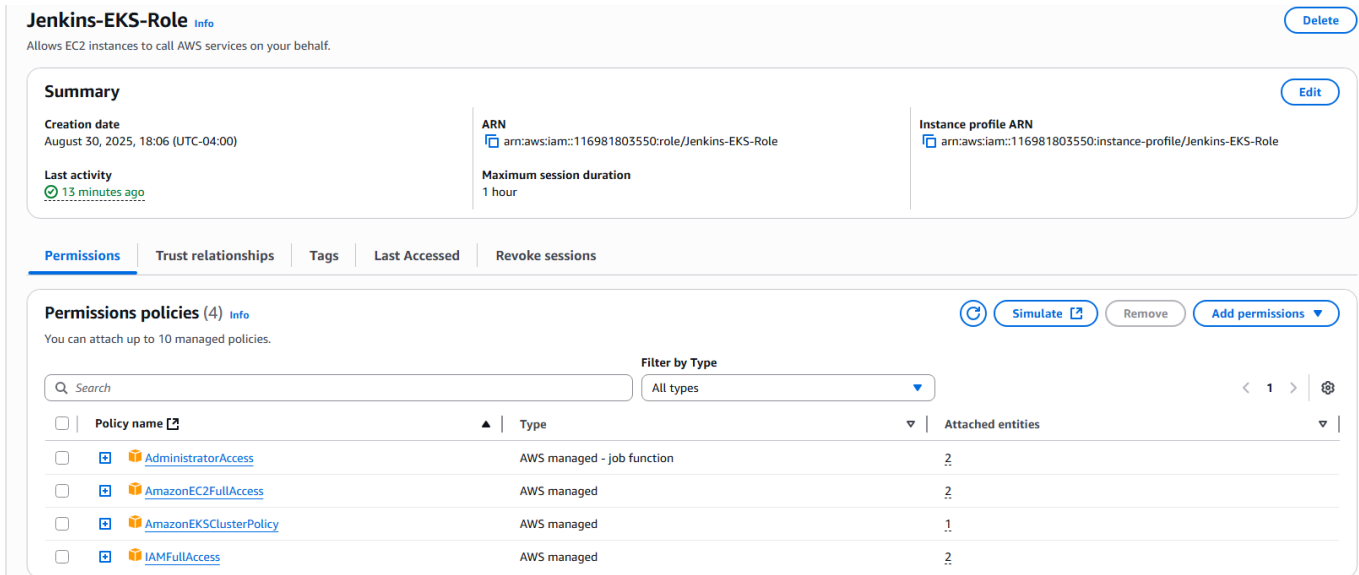 Jenkins-EKS-Role Info
Delete
Allows EC2 instances to call AWS services on your behalf.
Summary
Edit
Creation date
August 30, 2025, 18:06 (UTC-04:00)
ARN
arn:aws:iam::116981803550:role/Jenkins-EKS-Role
Instance profile ARN
arn:aws:iam::116981803550:instance-profile/Jenkins-EKS-Role
Last activity
13 minutes ago
Maximum session duration
1 hour
Permissions Trust relationships Tags Last Accessed Revoke sessions
Permissions policies (4) Info
Simulate Remove Add permissions
You can attach up to 10 managed policies.
Filter by Type
Search All types 1
Policy name Type Attached entities
AdministratorAccess AWS managed - job function 2
AmazonEC2FullAccess AWS managed 2
AmazonEKSClusterPolicy AWS managed 1
IAMFullAccess AWS managed 2